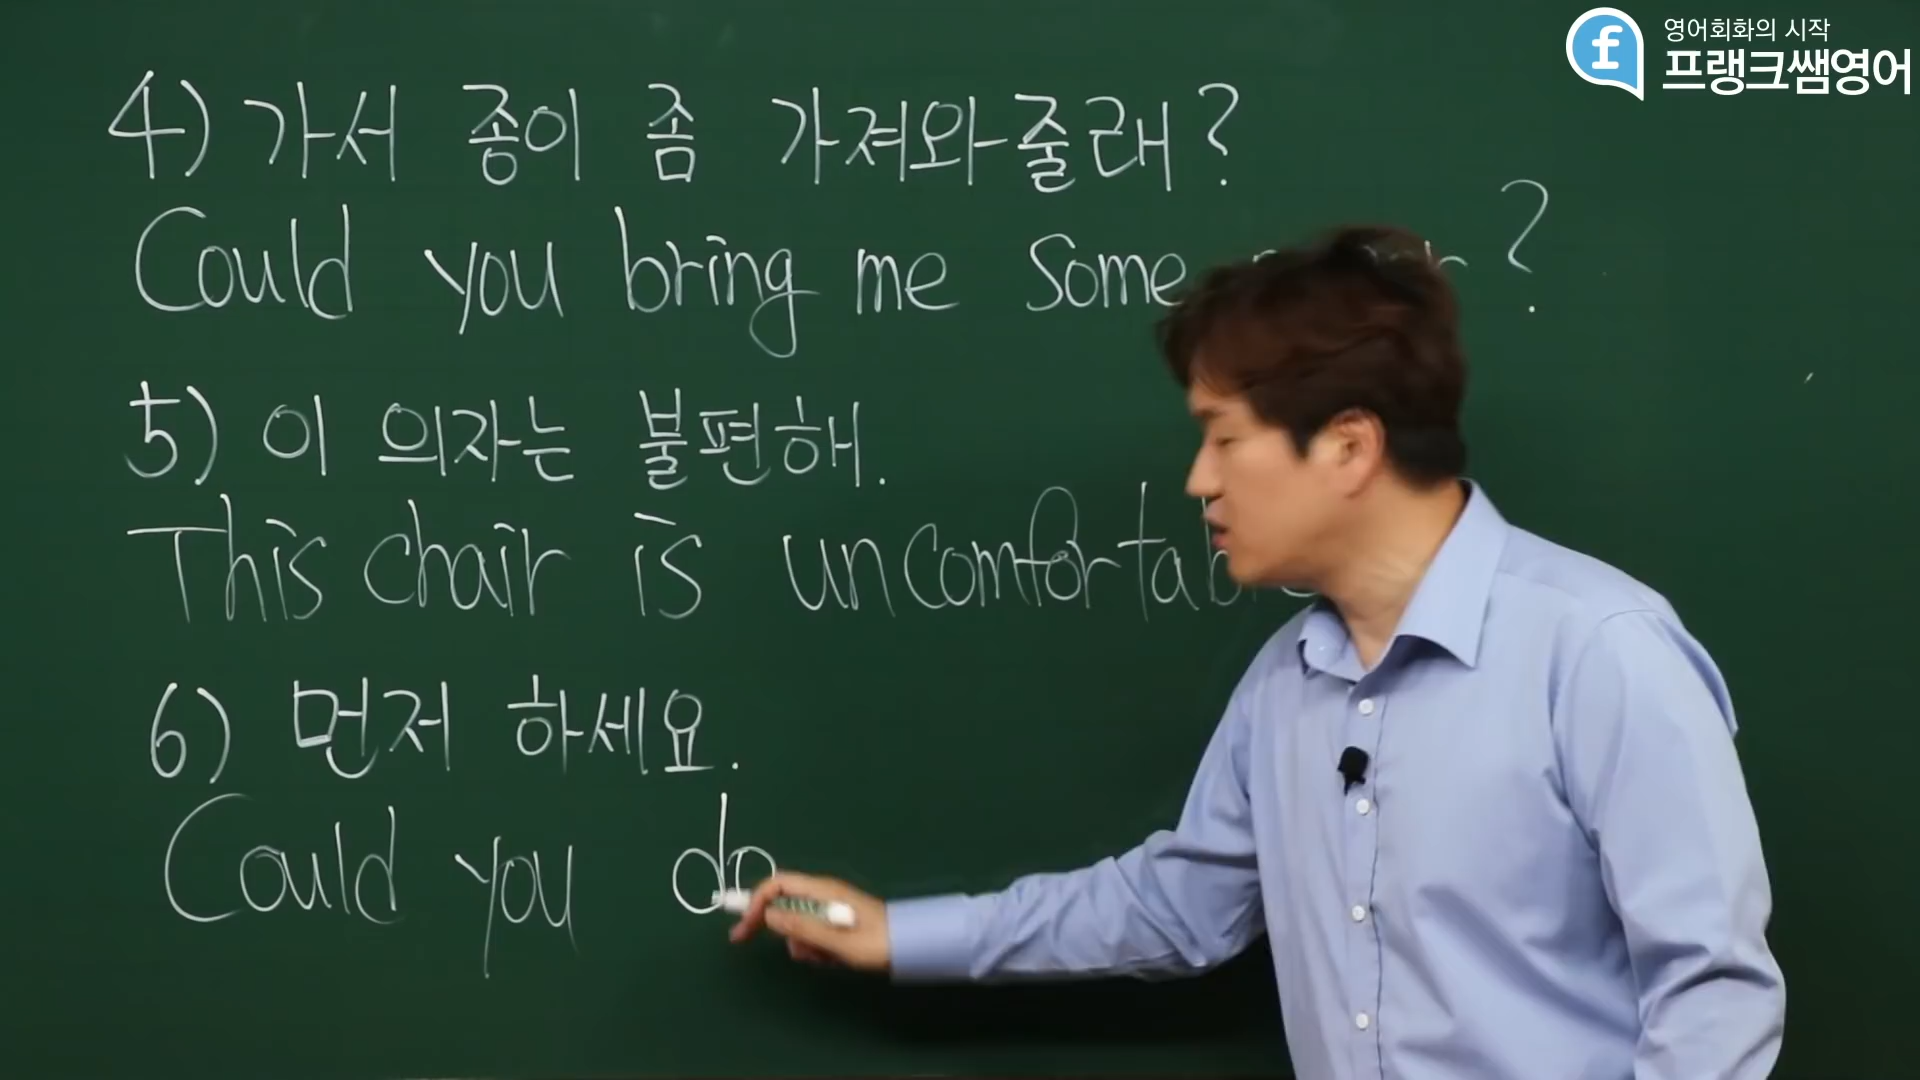 영어회화의 시작
프랭크쌤영어
4) 가서 종이 좀 가져와줄래?
Could you bring me some ?
5) 이 의자는 불편해.
This chair is
6) 먼저 하세요.
Could you do